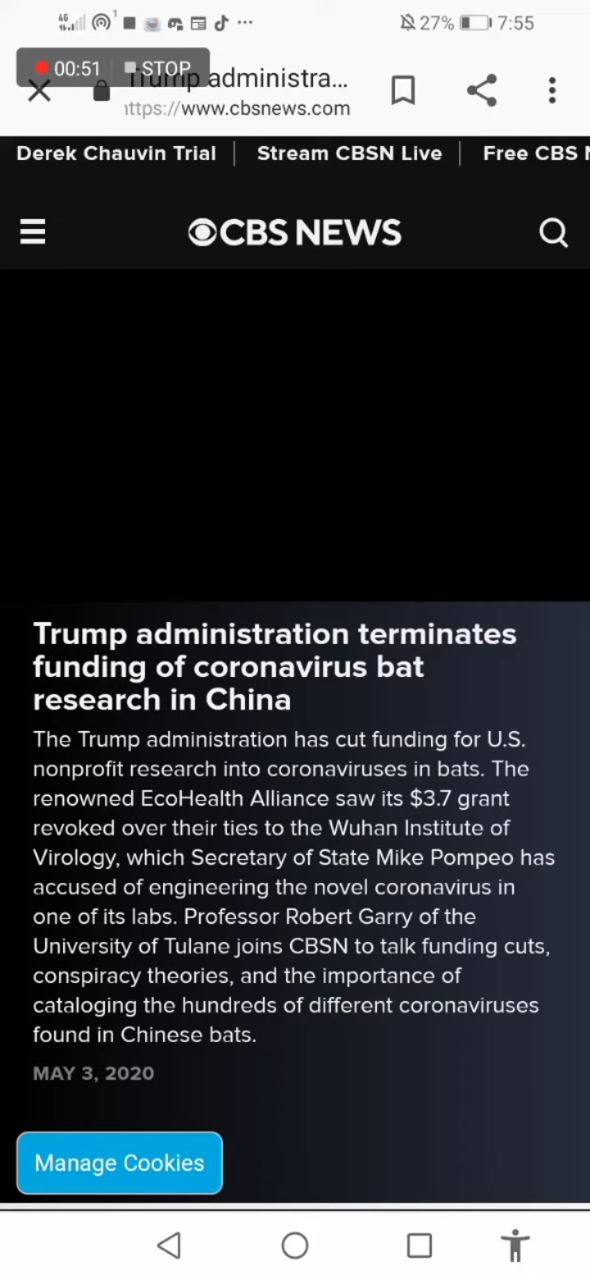 4G 1 27% 7:55
00:51 STOP
Trump administra...
https://www.cbsnews.com
Derek Chauvin Trial | Stream CBSN Live | Free CBS N
CBS NEWS
Trump administration terminates
funding of coronavirus bat
research in China
The Trump administration has cut funding for U.S.
nonprofit research into coronaviruses in bats. The
renowned EcoHealth Alliance saw its $3.7 grant
revoked over their ties to the Wuhan Institute of
Virology, which Secretary of State Mike Pompeo has
accused of engineering the novel coronavirus in
one of its labs. Professor Robert Garry of the
University of Tulane joins CBSN to talk funding cuts,
conspiracy theories, and the importance of
cataloging the hundreds of different coronaviruses
found in Chinese bats.
MAY 3, 2020
Manage Cookies